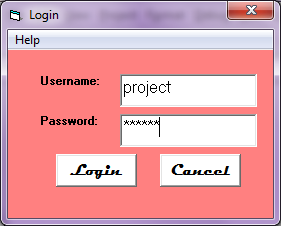 Login
Help
Username:
project
Password:
******
Login
Cancel